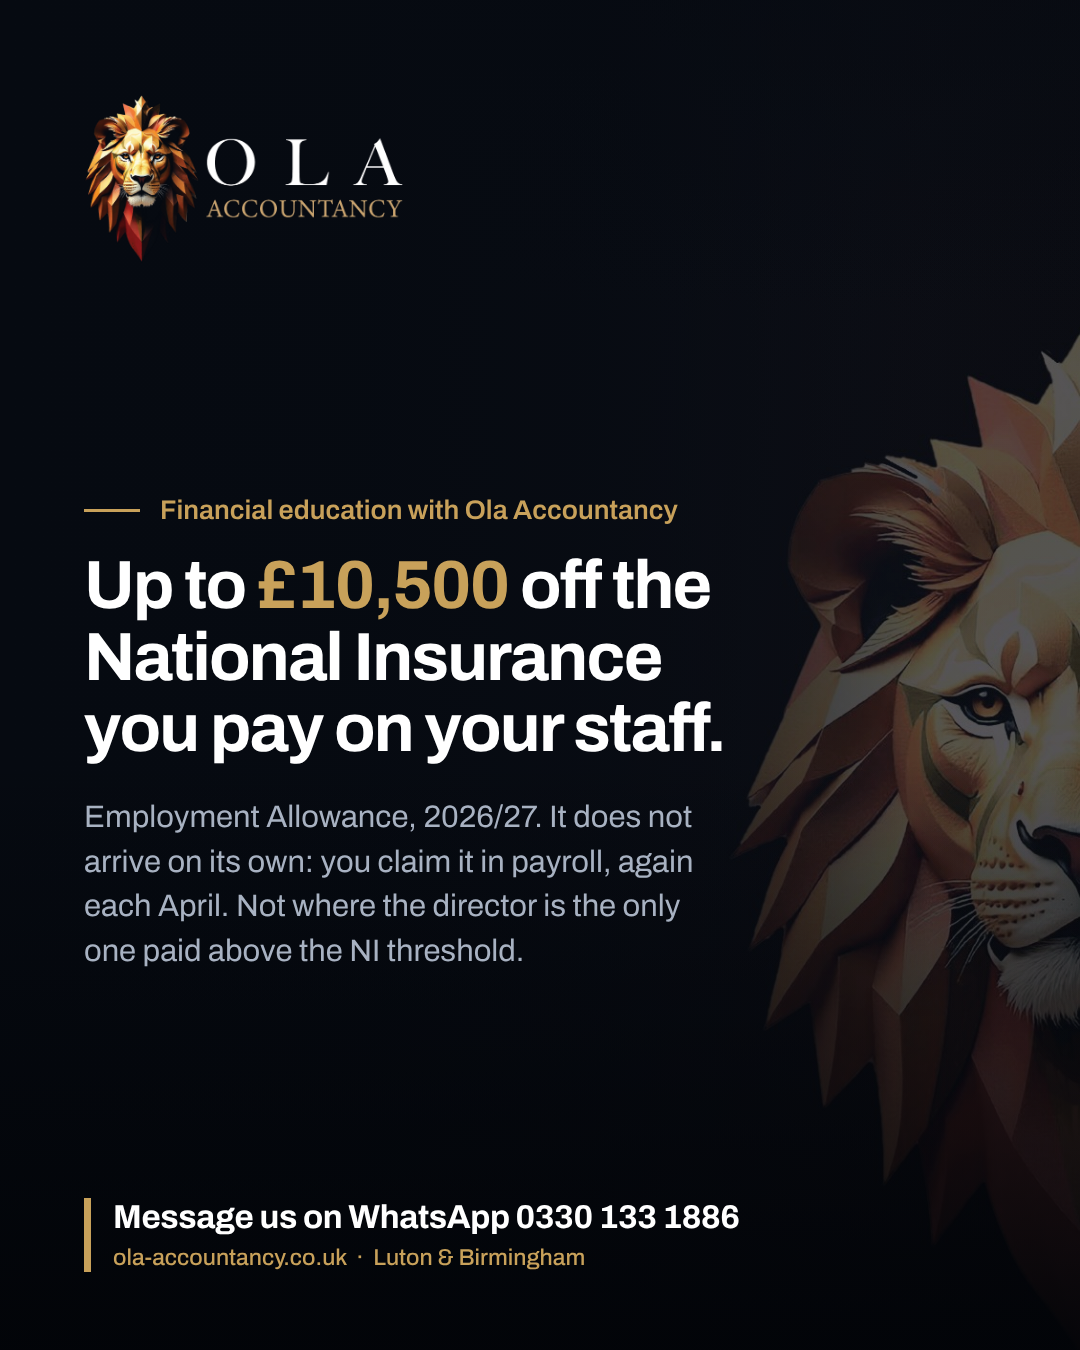 OLA
ACCOUNTANCY
Financial education with Ola Accountancy
Up to £10,500 off the
National Insurance
you pay on your staff.
Employment Allowance, 2026/27. It does not
arrive on its own: you claim it in payroll, again
each April. Not where the director is the only
one paid above the NI threshold.
Message us on WhatsApp 0330 133 1886
ola-accountancy.co.uk · Luton & Birmingham